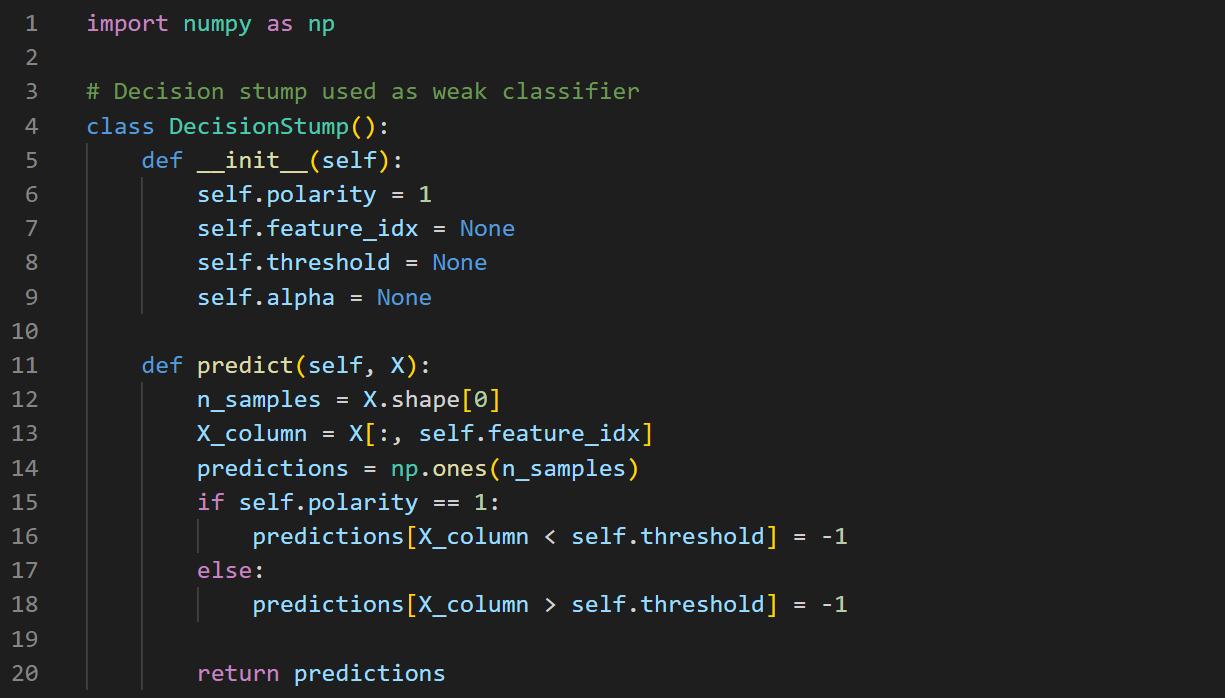 1 import numpy as np
2
3 # Decision stump used as weak classifier
4 class DecisionStump():
5     def __init__(self):
6         self.polarity = 1
7         self.feature_idx = None
8         self.threshold = None
9         self.alpha = None
10
11     def predict(self, X):
12         n_samples = X.shape[0]
13         X_column = X[:, self.feature_idx]
14         predictions = np.ones(n_samples)
15         if self.polarity == 1:
16             predictions[X_column < self.threshold] = -1
17         else:
18             predictions[X_column > self.threshold] = -1
19
20         return predictions